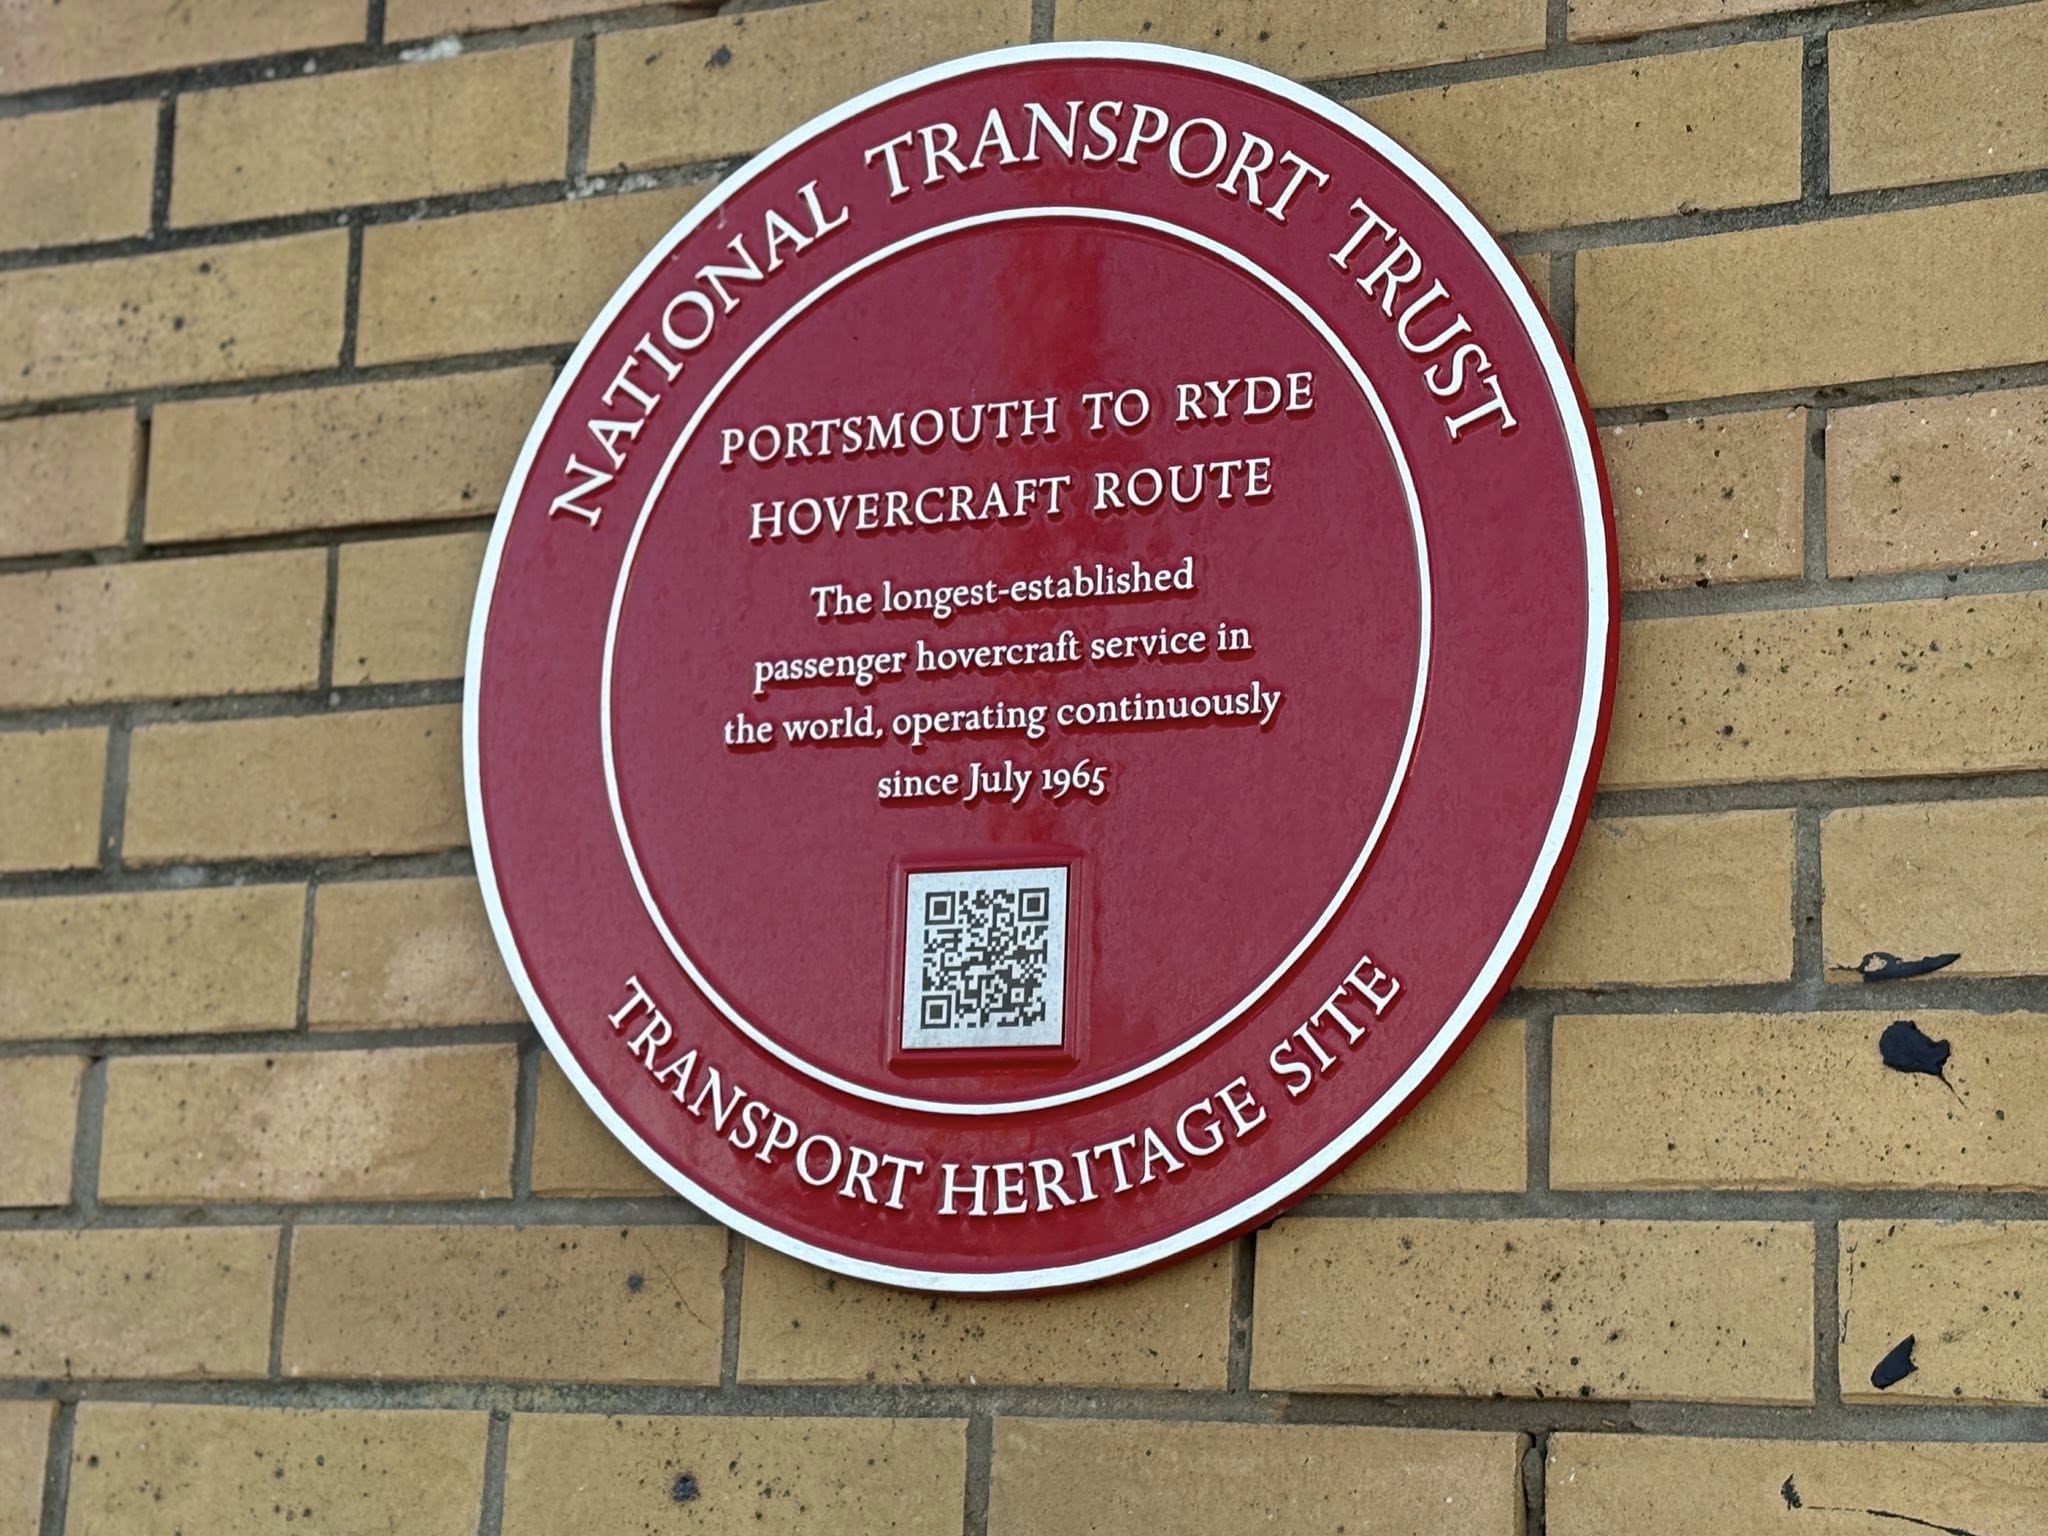 NATIONAL TRANSPORT TRUST
PORTSMOUTH TO RYDE
HOVERCRAFT ROUTE
The longest-established
passenger hovercraft service in
the world, operating continuously
since July 1965
TRANSPORT HERITAGE SITE